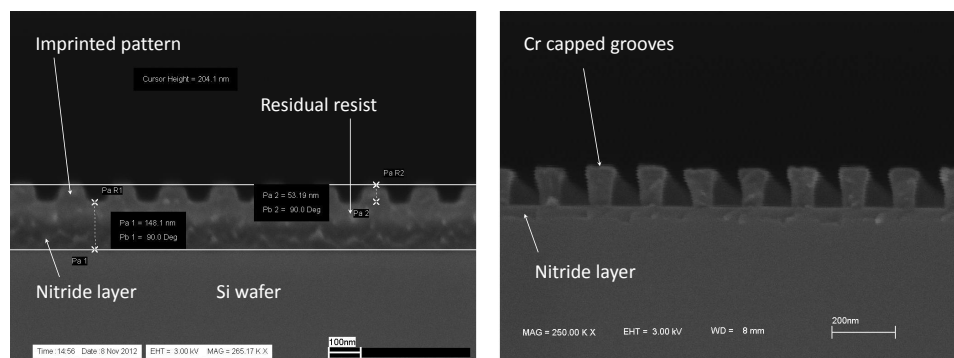 Imprinted pattern
Cursor Height = 204.1 nm
Residual resist
Pa R1
Pa R2
Pa 2 = 53.19 nm
Pb 2 = 90.0 Deg
Pa 2
Pa 1 = 148.1 nm
Pb 1 = 90.0 Deg
Pa 1
Nitride layer
Si wafer
100nm
Time :14:56 Date :8 Nov 2012 EHT = 3.00 kV MAG = 265.17 K X
Cr capped grooves
Nitride layer
MAG = 250.00 K X EHT = 3.00 kV WD = 8 mm
200nm